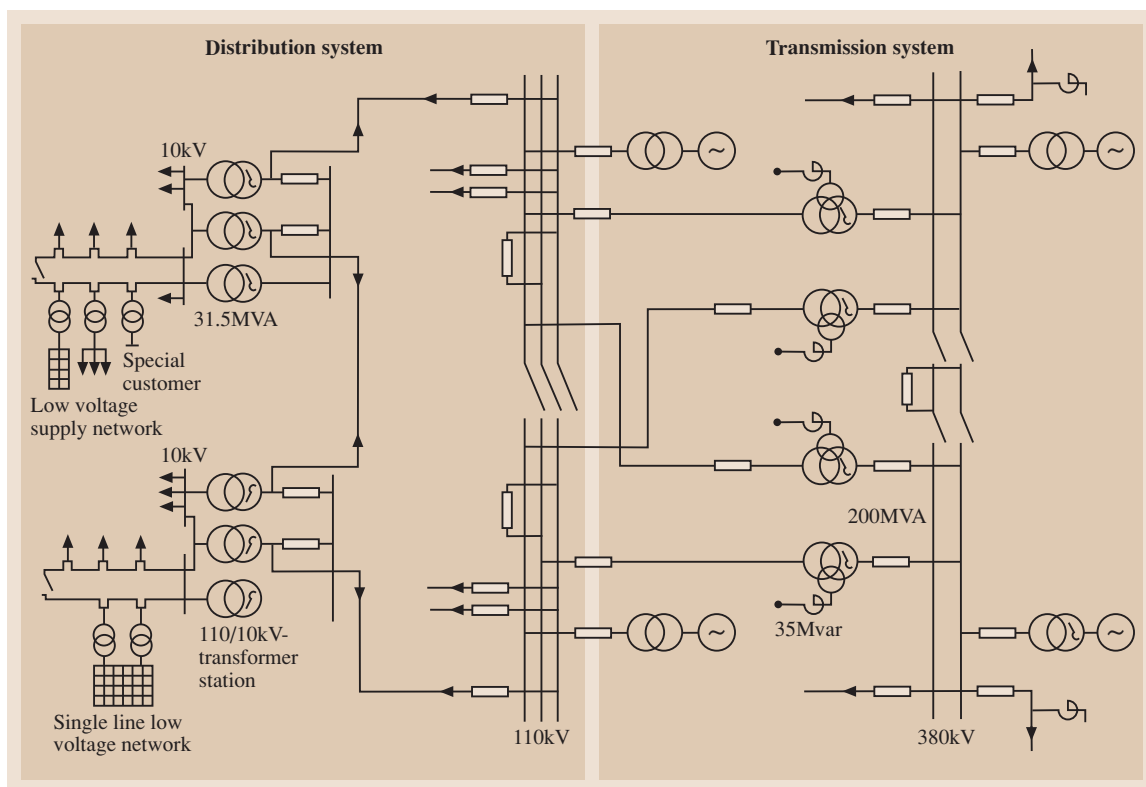 Distribution system
Transmission system
10kV
31.5MVA
Special
customer
Low voltage
supply network
10kV
200MVA
110/10kV-
transformer
station
35Mvar
Single line low
voltage network
110kV
380kV